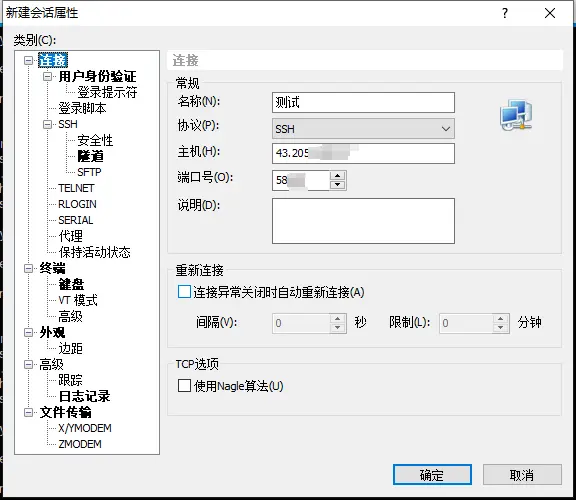 新建会话属性
类别(C):
连接
用户身份验证
登录提示符
登录脚本
SSH
安全性
隧道
SFTP
TELNET
RLOGIN
SERIAL
代理
保持活动状态
终端
键盘
VT 模式
高级
外观
边距
高级
跟踪
日志记录
文件传输
X/YMODEM
ZMODEM
连接
常规
名称(N): 测试
协议(P): SSH
主机(H): 43.205
端口号(O): 58
说明(D):
重新连接
连接异常关闭时自动重新连接(A)
间隔(V): 0 秒 限制(L): 0 分钟
TCP选项
使用Nagle算法(U)
确定 取消